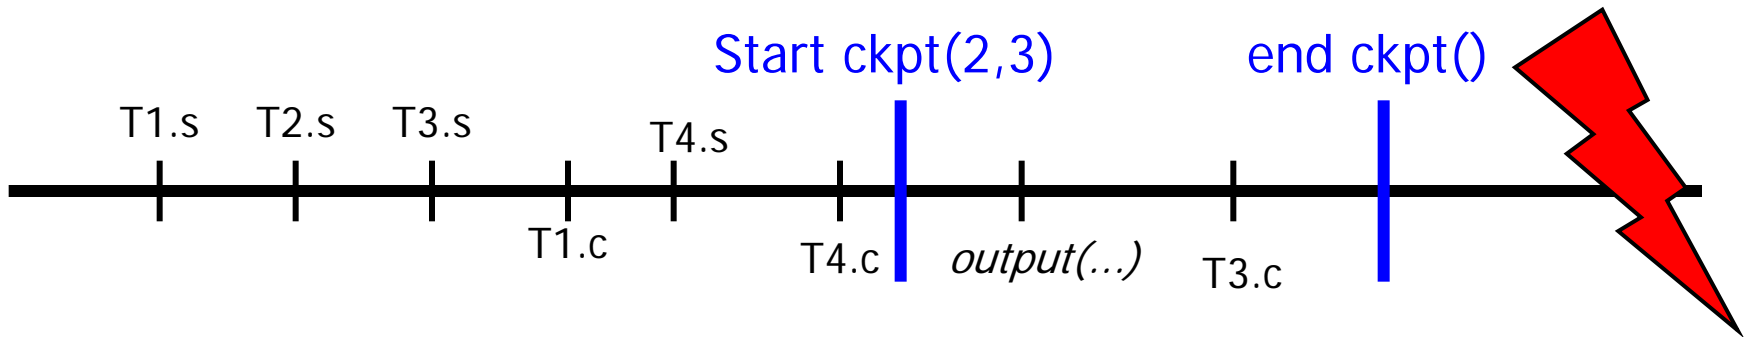 Start ckpt(2,3)
end ckpt()
T1.s
T2.s
T3.s
T4.s
T1.c
T4.c
output(...)
T3.c